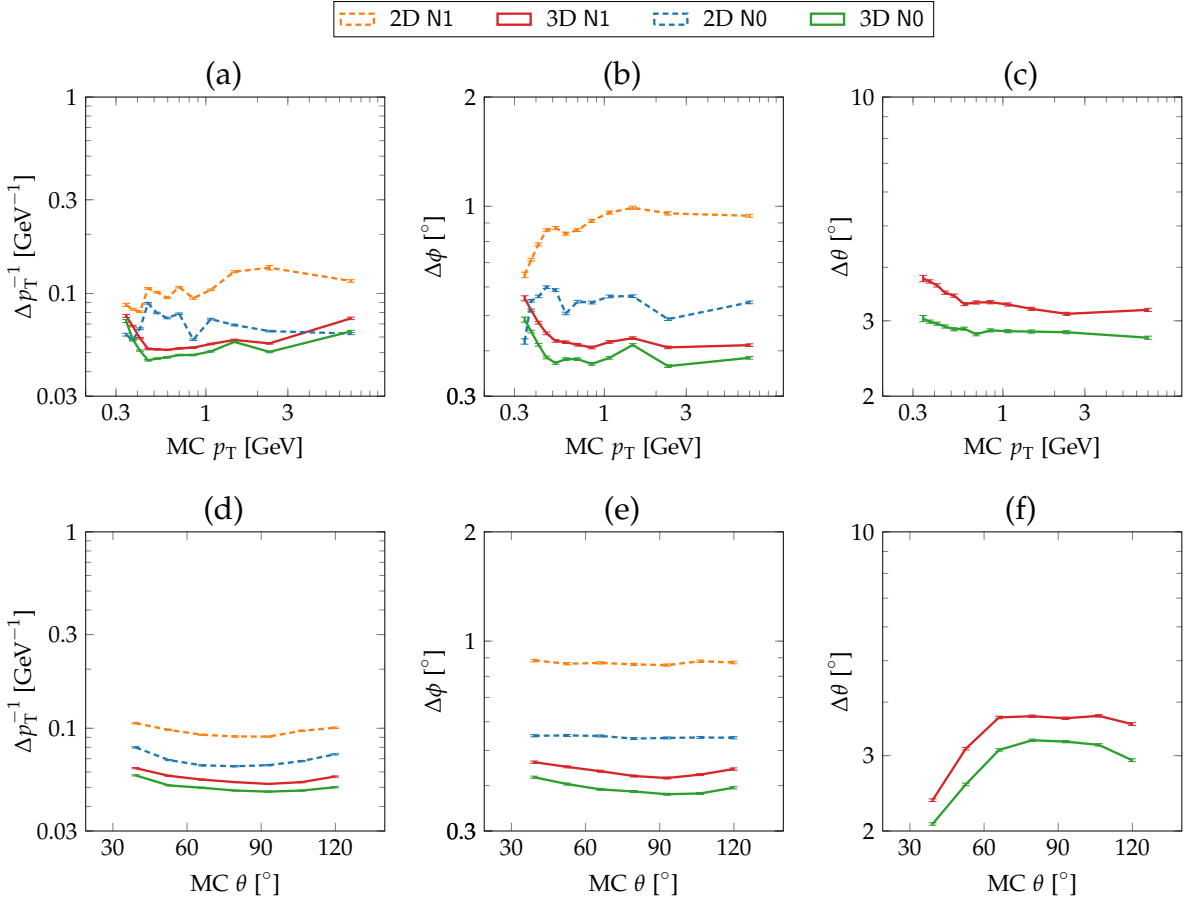 2D N1 3D N1 2D N0 3D N0
(a) (b) (c)
1 2 10
0.3 1
0.1 3
0.03 0.3 2
Δp_T^{−1} [GeV^{−1}] Δϕ [°] Δθ [°]
0.3 1 3 0.3 1 3 0.3 1 3
MC p_T [GeV] MC p_T [GeV] MC p_T [GeV]
(d) (e) (f)
1 2 10
0.3 1
0.1 3
0.03 0.3 2
Δp_T^{−1} [GeV^{−1}] Δϕ [°] Δθ [°]
30 60 90 120 30 60 90 120 30 60 90 120
MC θ [°] MC θ [°] MC θ [°]